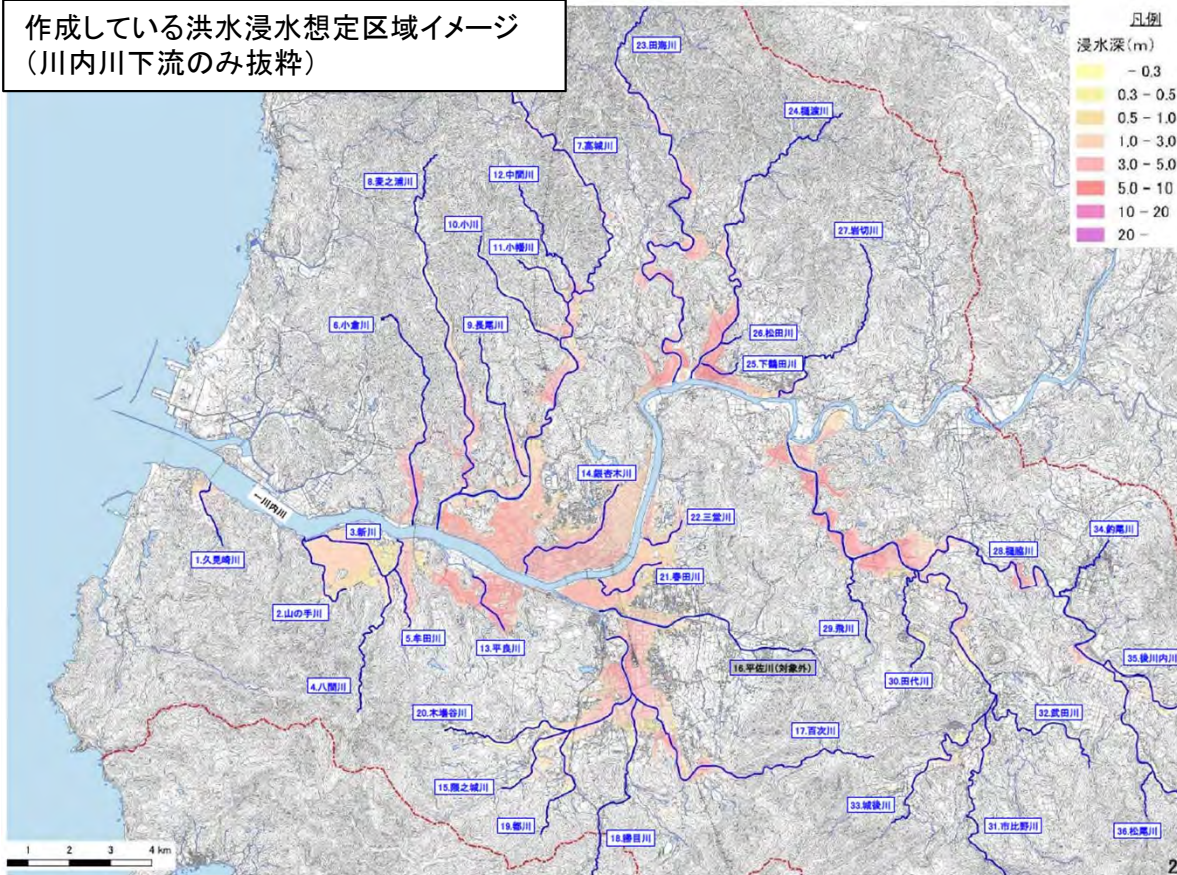 作成している洪水浸水想定区域イメージ
（川内川下流のみ抜粋）
凡例
浸水深(m)
- 0.3
0.3 - 0.5
0.5 - 1.0
1.0 - 3.0
3.0 - 5.0
5.0 - 10
10 - 20
20 -
23.田海川
24.樋渡川
7.高城川
12.中間川
8.麦之浦川
10.小川
11.小幡川
27.岩切川
6.小倉川
9.長尾川
26.松田川
25.下鶴田川
14.銀杏木川
←川内川
3.新川
22.三堂川
34.釣尾川
28.樋脇川
1.久見崎川
21.春田川
2.山の手川
5.牟田川
13.平良川
29.飛川
16.平佐川(対象外)
30.田代川
35.後川内川
4.八間川
20.木場谷川
32.武田川
17.百次川
15.隈之城川
33.城後川
19.都川
18.勝目川
31.市比野川
36.松尾川
1 2 3 4 km
2